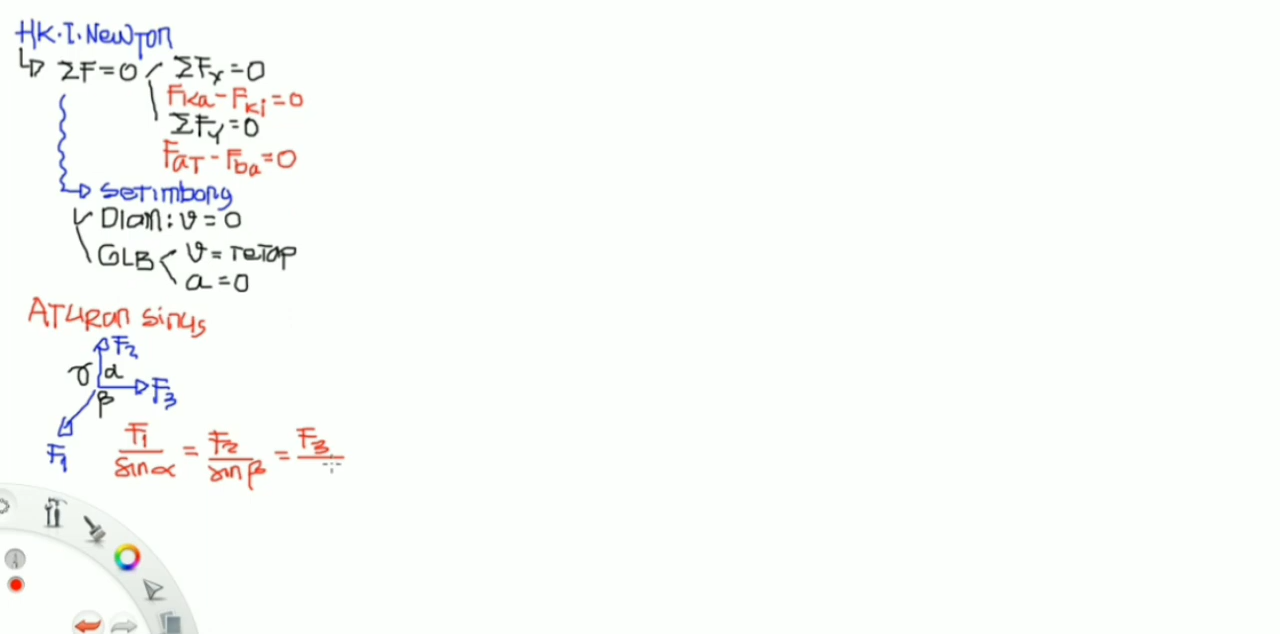 HK.I.NewTon
ΣF=0
ΣFx=0
Fka-Fki=0
ΣFy=0
FaT-Fba=0
seTimbang
Diam: v=0
GLB
v=TeTap
a=0
ATuRan sinus
F2
γ α
F3
β
F1
F1/sin α = F2/sin β = F3/